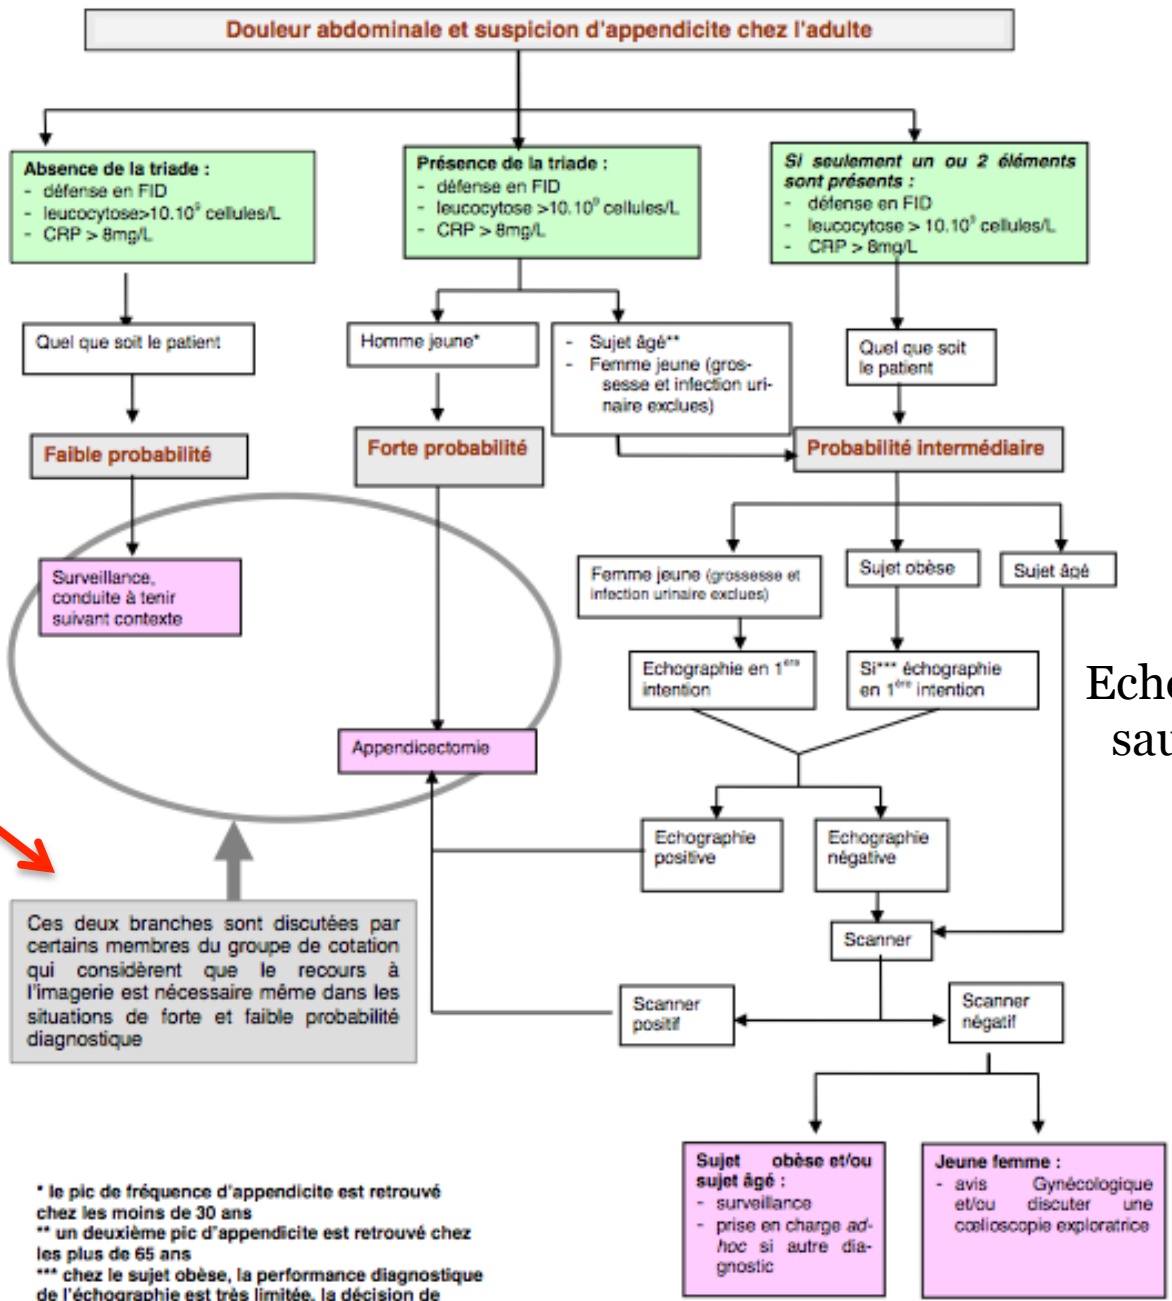 Douleur abdominale et suspicion d'appendicite chez l'adulte
Absence de la triade :
- défense en FID
- leucocytose>10.10⁹ cellules/L
- CRP > 8mg/L
Présence de la triade :
- défense en FID
- leucocytose >10.10⁹ cellules/L
- CRP > 8mg/L
Si seulement un ou 2 éléments
sont présents :
- défense en FID
- leucocytose > 10.10⁹ cellules/L
- CRP > 8mg/L
Quel que soit le patient
Homme jeune*
- Sujet âgé**
- Femme jeune (gros-
sesse et infection uri-
naire exclues)
Quel que soit
le patient
Faible probabilité
Forte probabilité
Probabilité intermédiaire
Surveillance,
conduite à tenir
suivant contexte
Femme jeune (grossesse et
infection urinaire exclues)
Sujet obèse
Sujet âgé
Echographie en 1ère
intention
Si*** échographie
en 1ère intention
Echo
sau
Appendicectomie
Echographie
positive
Echographie
négative
Ces deux branches sont discutées par
certains membres du groupe de cotation
qui considèrent que le recours à
l'imagerie est nécessaire même dans les
situations de forte et faible probabilité
diagnostique
Scanner
Scanner
positif
Scanner
négatif
Sujet obèse et/ou
sujet âgé :
- surveillance
- prise en charge ad-
hoc si autre dia-
gnostic
Jeune femme :
- avis Gynécologique
et/ou discuter une
cœlioscopie exploratrice
* le pic de fréquence d'appendicite est retrouvé
chez les moins de 30 ans
** un deuxième pic d'appendicite est retrouvé chez
les plus de 65 ans
*** chez le sujet obèse, la performance diagnostique
de l'échographie est très limitée, la décision de